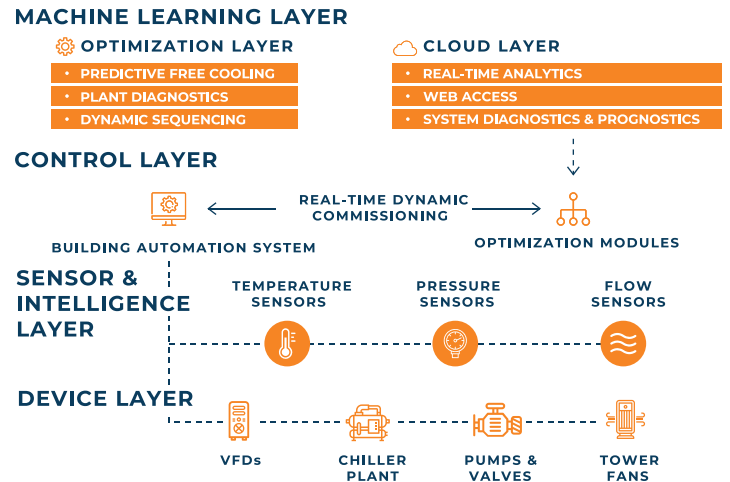 MACHINE LEARNING LAYER
OPTIMIZATION LAYER
• PREDICTIVE FREE COOLING
• PLANT DIAGNOSTICS
• DYNAMIC SEQUENCING
CLOUD LAYER
• REAL-TIME ANALYTICS
• WEB ACCESS
• SYSTEM DIAGNOSTICS & PROGNOSTICS
CONTROL LAYER
REAL-TIME DYNAMIC
COMMISSIONING
BUILDING AUTOMATION SYSTEM
OPTIMIZATION MODULES
SENSOR &
INTELLIGENCE
LAYER
TEMPERATURE
SENSORS
PRESSURE
SENSORS
FLOW
SENSORS
DEVICE LAYER
VFDs
CHILLER
PLANT
PUMPS &
VALVES
TOWER
FANS